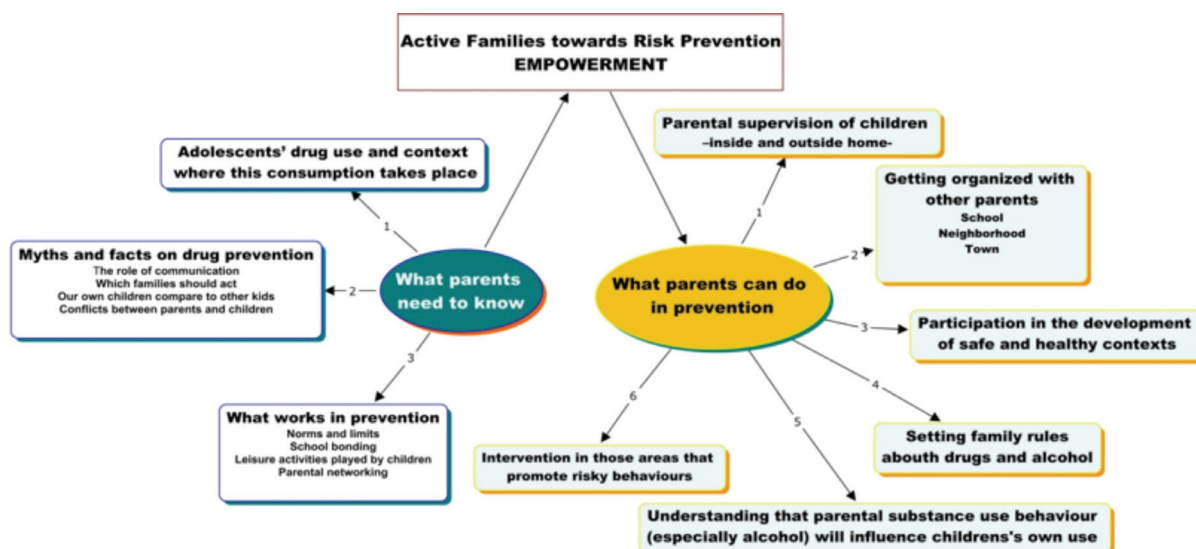 Active Families towards Risk Prevention
EMPOWERMENT
Adolescents’ drug use and context
where this consumption takes place
1
Myths and facts on drug prevention
The role of communication
Which families should act
Our own children compare to other kids
Conflicts between parents and children
2
What parents
need to know
3
What works in prevention
Norms and limits
School bonding
Leisure activities played by children
Parental networking
Parental supervision of children
–inside and outside home-
1
Getting organized with
other parents
School
Neighborhood
Town
2
What parents can do
in prevention
3
Participation in the development
of safe and healthy contexts
4
Setting family rules
abouth drugs and alcohol
5
Understanding that parental substance use behaviour
(especially alcohol) will influence childrens's own use
6
Intervention in those areas that
promote risky behaviours